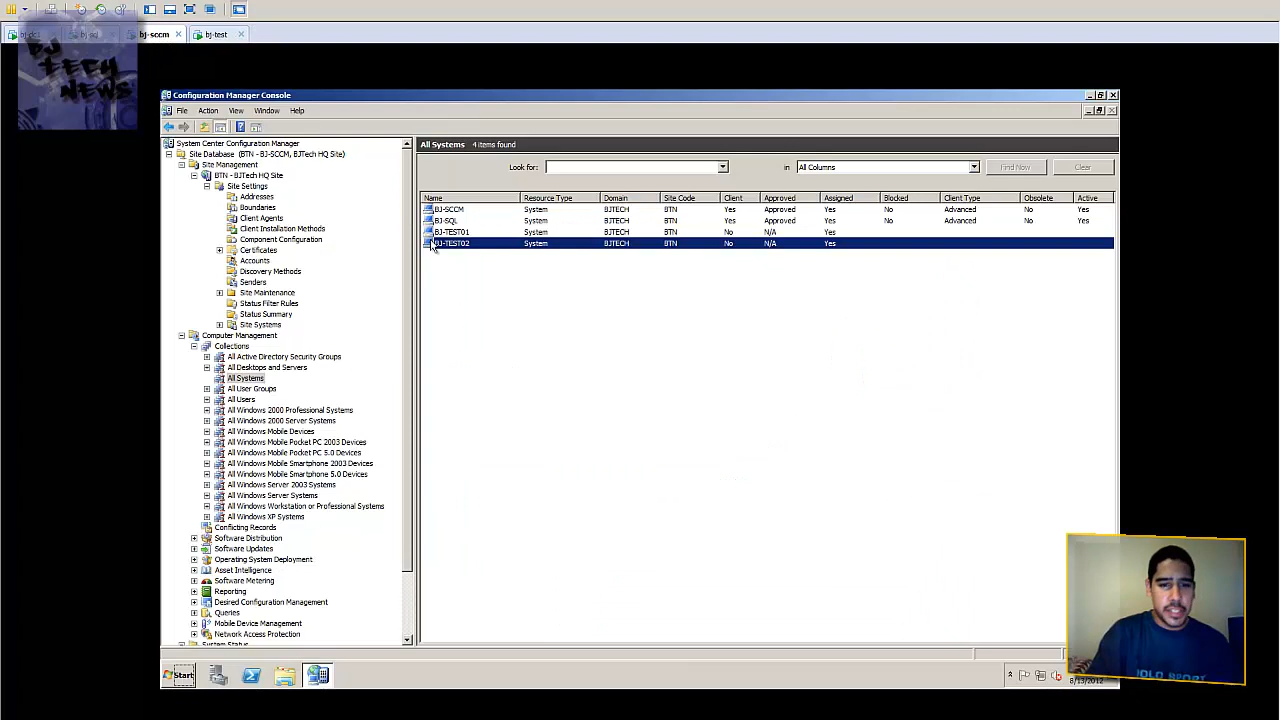 bj-sccm
bj-test
BJ
TECH
NEWS
Configuration Manager Console
File Action View Window Help
System Center Configuration Manager
Site Database (BTN - BJ-SCCM, BJTech HQ Site)
Site Management
BTN - BJTech HQ Site
Site Settings
Addresses
Boundaries
Client Agents
Client Installation Methods
Component Configuration
Certificates
Accounts
Discovery Methods
Senders
Site Maintenance
Status Filter Rules
Status Summary
Site Systems
Computer Management
Collections
All Active Directory Security Groups
All Desktops and Servers
All Systems
All User Groups
All Users
All Windows 2000 Professional Systems
All Windows 2000 Server Systems
All Windows Mobile Devices
All Windows Mobile Pocket PC 2003 Devices
All Windows Mobile Pocket PC 5.0 Devices
All Windows Mobile Smartphone 2003 Devices
All Windows Mobile Smartphone 5.0 Devices
All Windows Server 2003 Systems
All Windows Server Systems
All Windows Workstation or Professional Systems
All Windows XP Systems
Conflicting Records
Software Distribution
Software Updates
Operating System Deployment
Asset Intelligence
Software Metering
Reporting
Desired Configuration Management
Queries
Mobile Device Management
Network Access Protection
System Status
All Systems 4 items found
Look for: in All Columns Find Now Clear
Name Resource Type Domain Site Code Client Approved Assigned Blocked Client Type Obsolete Active
BJ-SCCM System BJTECH BTN Yes Approved Yes No Advanced No Yes
BJ-SQL System BJTECH BTN Yes Approved Yes No Advanced No Yes
BJ-TEST01 System BJTECH BTN No N/A Yes
BJ-TEST02 System BJTECH BTN No N/A Yes
Start
8/13/2012